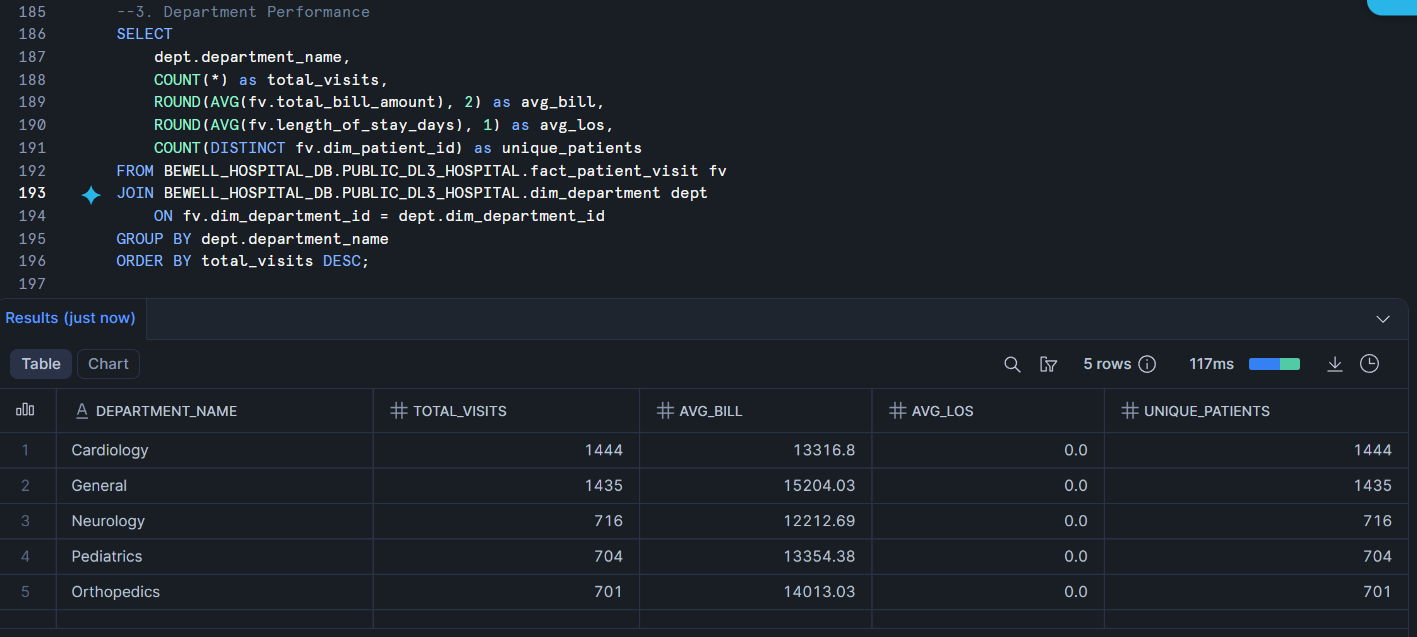 185 --3. Department Performance
186 SELECT
187 dept.department_name,
188 COUNT(*) as total_visits,
189 ROUND(AVG(fv.total_bill_amount), 2) as avg_bill,
190 ROUND(AVG(fv.length_of_stay_days), 1) as avg_los,
191 COUNT(DISTINCT fv.dim_patient_id) as unique_patients
192 FROM BEWELL_HOSPITAL_DB.PUBLIC_DL3_HOSPITAL.fact_patient_visit fv
193 JOIN BEWELL_HOSPITAL_DB.PUBLIC_DL3_HOSPITAL.dim_department dept
194 ON fv.dim_department_id = dept.dim_department_id
195 GROUP BY dept.department_name
196 ORDER BY total_visits DESC;
197
Results (just now)
Table Chart 5 rows 117ms
DEPARTMENT_NAME TOTAL_VISITS AVG_BILL AVG_LOS UNIQUE_PATIENTS
1 Cardiology 1444 13316.8 0.0 1444
2 General 1435 15204.03 0.0 1435
3 Neurology 716 12212.69 0.0 716
4 Pediatrics 704 13354.38 0.0 704
5 Orthopedics 701 14013.03 0.0 701